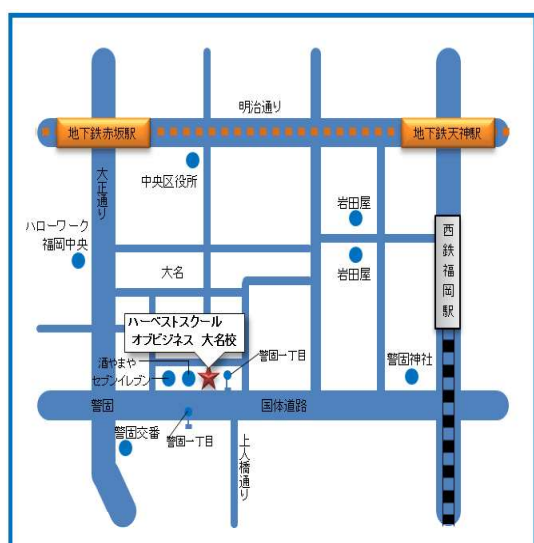 明治通り
地下鉄赤坂駅
地下鉄天神駅
大正通り
中央区役所
岩田屋
ハローワーク
福岡中央
西鉄福岡駅
岩田屋
大名
ハーベストスクール
オブビジネス 大名校
酒やまや
警固一丁目
警固神社
セブンイレブン
警固
国体道路
警固交番
警固一丁目
上人橋通り